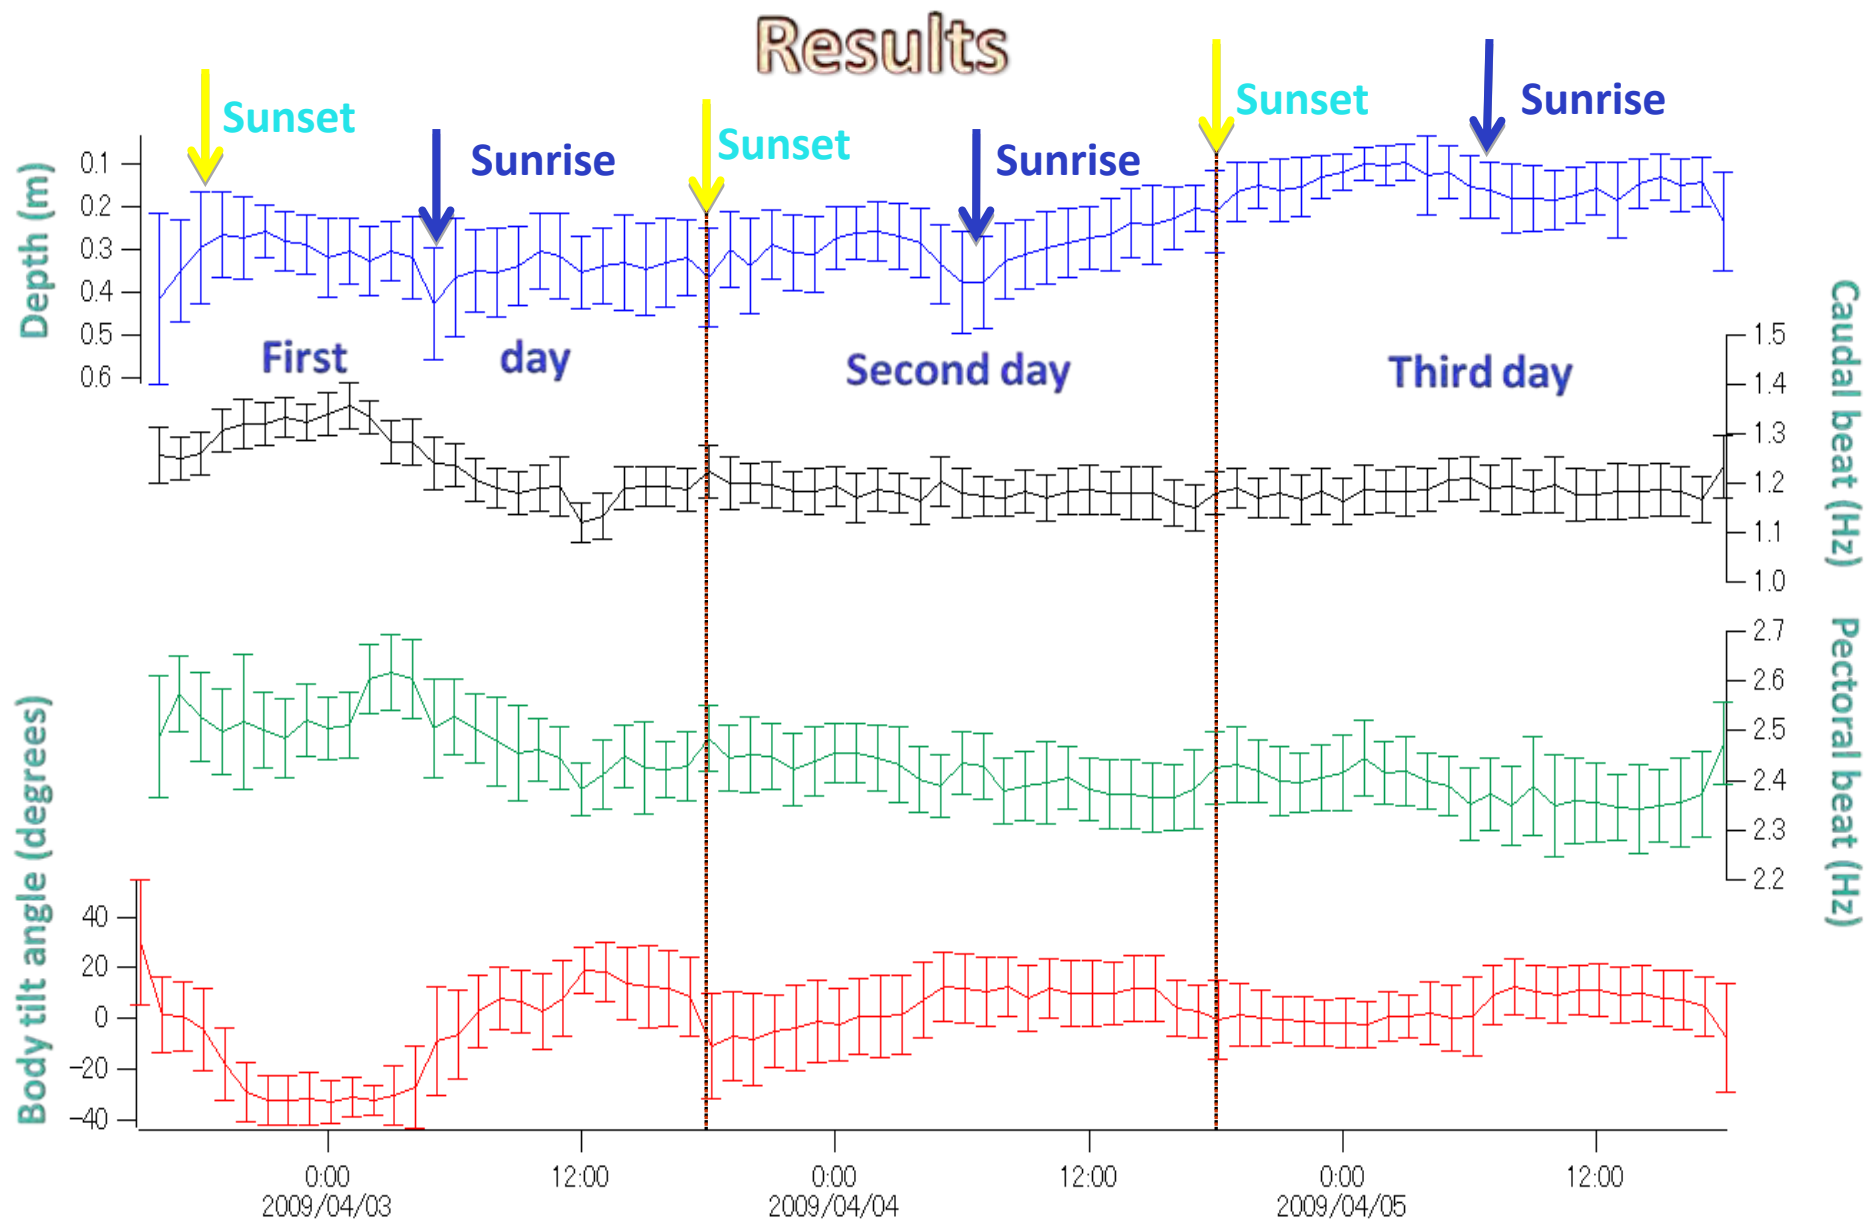 Results
Sunset
Sunrise
Sunset
Sunrise
Sunset
Sunrise
Depth (m)
0.1
0.2
0.3
0.4
0.5
0.6
First day
Second day
Third day
Caudal beat (Hz)
1.5
1.4
1.3
1.2
1.1
1.0
Pectoral beat (Hz)
2.7
2.6
2.5
2.4
2.3
2.2
Body tilt angle (degrees)
40
20
0
-20
-40
0:00 12:00 0:00 12:00 0:00 12:00
2009/04/03 2009/04/04 2009/04/05